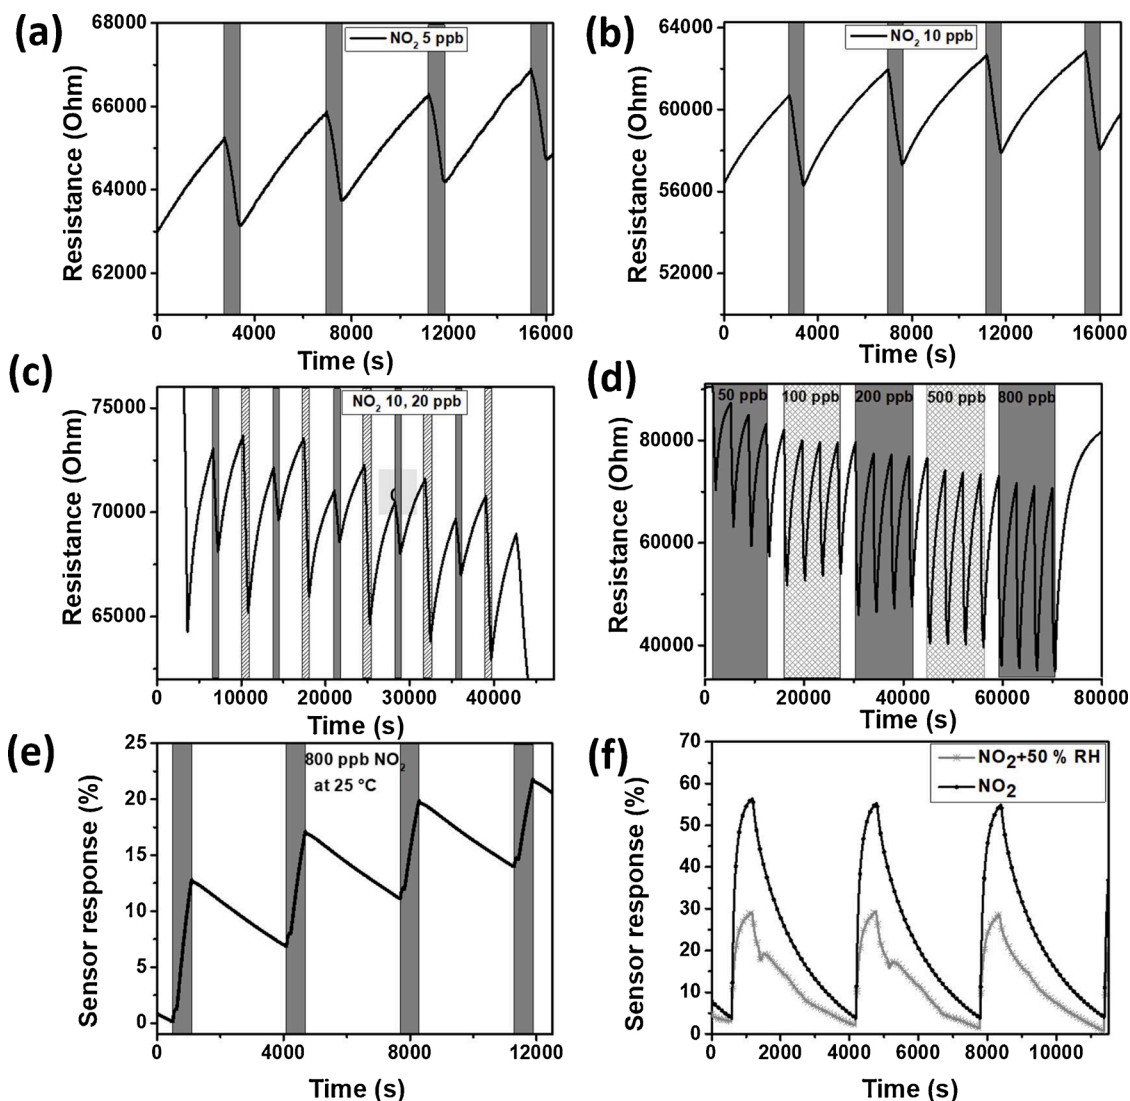 (a)
68000
66000
64000
62000
Resistance (Ohm)
NO2 5 ppb
0 4000 8000 12000 16000
Time (s)
(b)
64000
60000
56000
52000
Resistance (Ohm)
NO2 10 ppb
0 4000 8000 12000 16000
Time (s)
(c)
75000
70000
65000
Resistance (Ohm)
NO2 10, 20 ppb
0 10000 20000 30000 40000
Time (s)
(d)
80000
60000
40000
Resistance (Ohm)
50 ppb 100 ppb 200 ppb 500 ppb 800 ppb
0 20000 40000 60000 80000
Time (s)
(e)
25
20
15
10
5
0
Sensor response (%)
800 ppb NO2
at 25 °C
0 4000 8000 12000
Time (s)
(f)
70
60
50
40
30
20
10
0
Sensor response (%)
NO2+50 % RH
NO2
0 2000 4000 6000 8000 10000
Time (s)